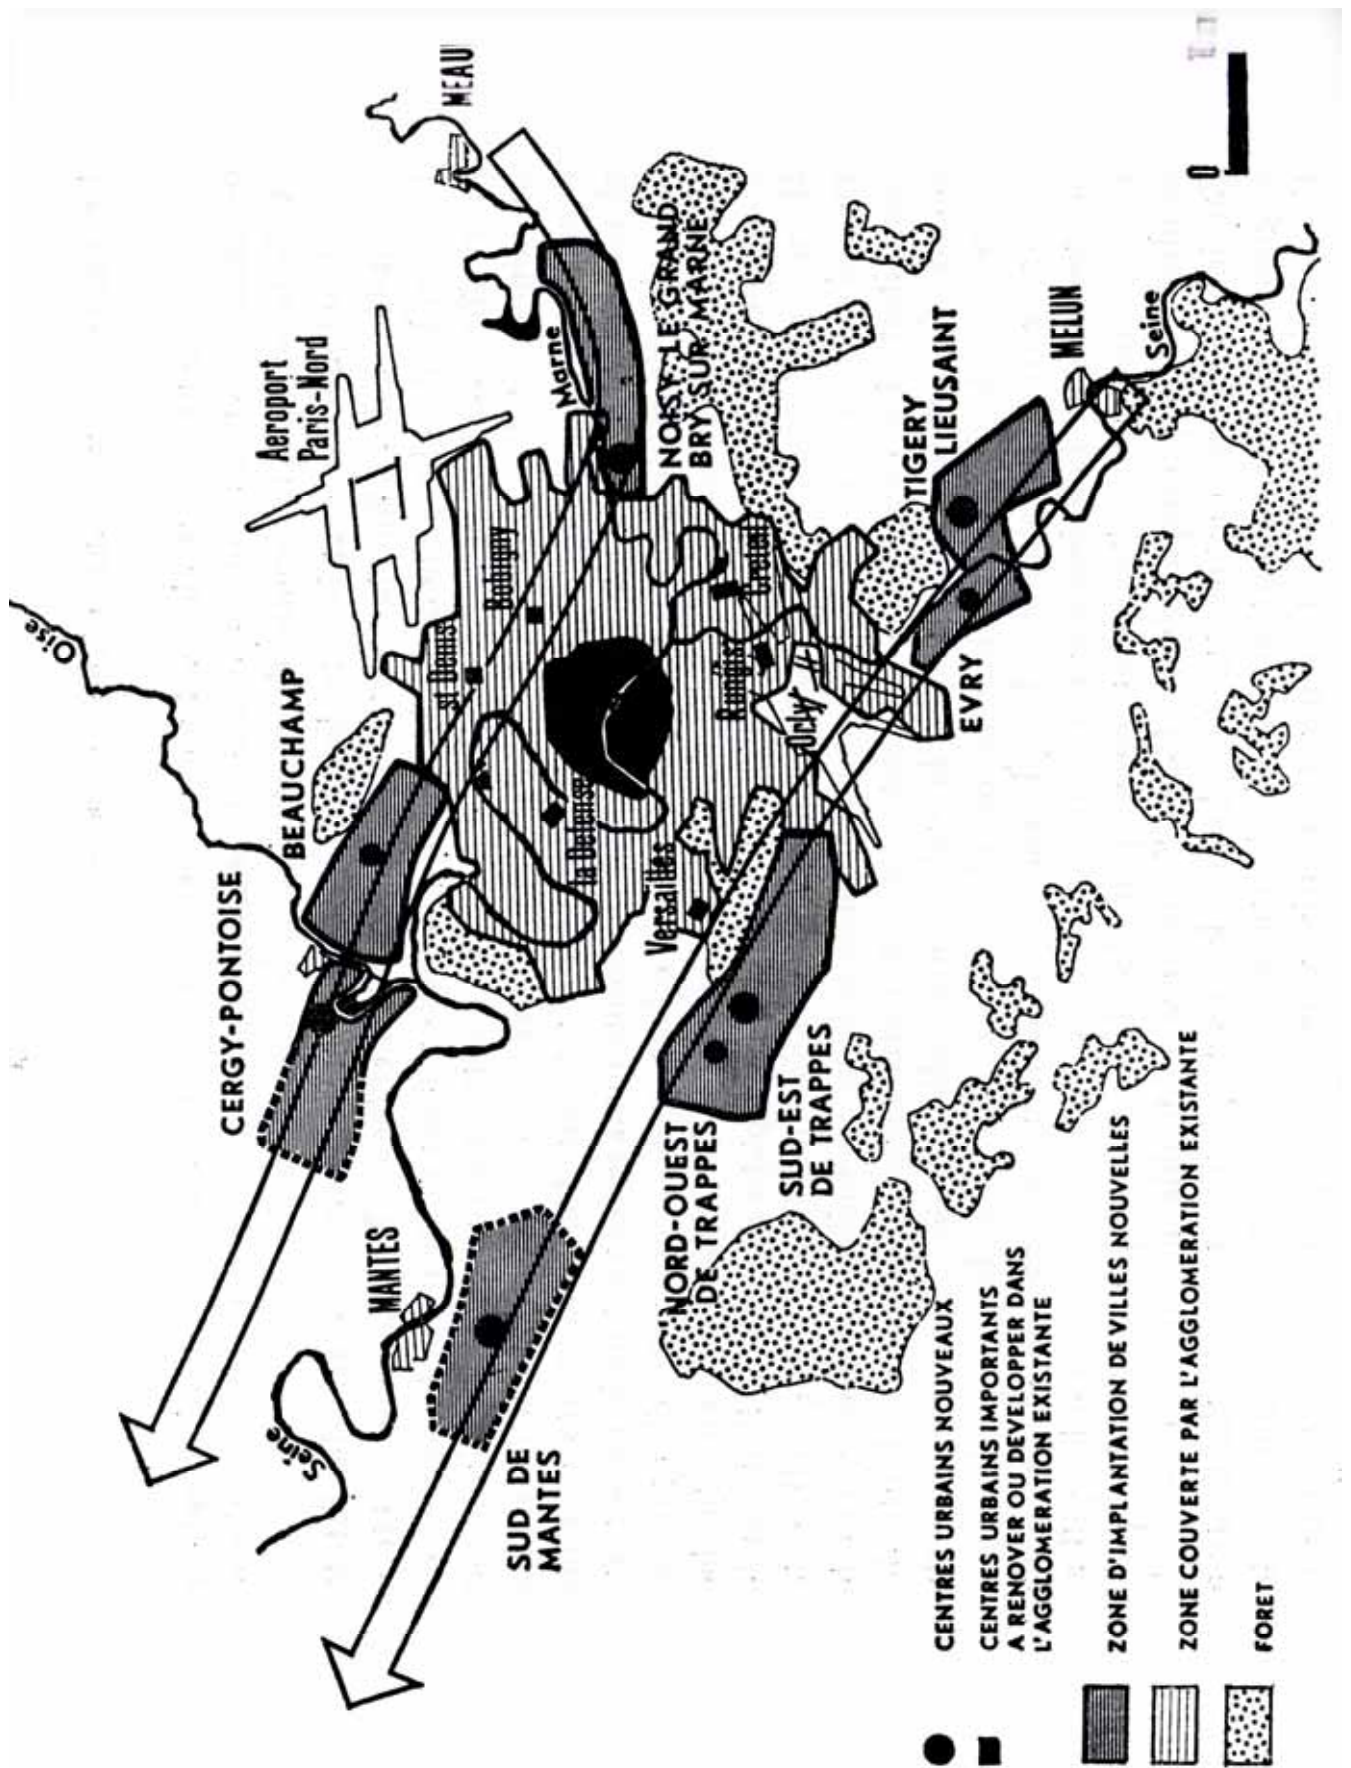 MEAU
Aeroport
Paris-Nord
Oise
Marne
NOISY-LE-GRAND
BRY SUR MARNE
BEAUCHAMP
CERGY-PONTOISE
St Denis
Bobigny
la Defense
Versailles
Rungis
Creteil
Orly
TIGERY
LIEUSAINT
MELUN
Seine
EVRY
MANTES
Seine
SUD DE
MANTES
NORD-OUEST
DE TRAPPES
SUD-EST
DE TRAPPES
0
CENTRES URBAINS NOUVEAUX
CENTRES URBAINS IMPORTANTS
A RENOVER OU DEVELOPPER DANS
L'AGGLOMERATION EXISTANTE
ZONE D'IMPLANTATION DE VILLES NOUVELLES
ZONE COUVERTE PAR L'AGGLOMERATION EXISTANTE
FORET